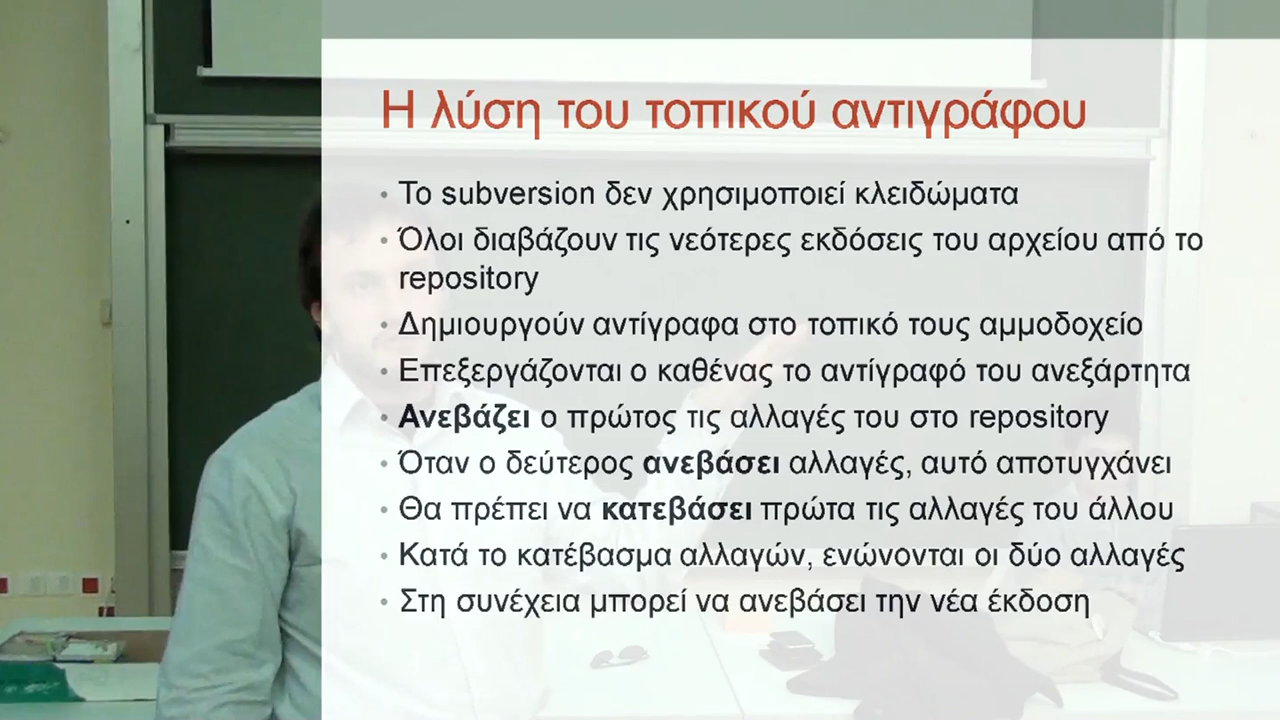 Η λύση του τοπικού αντιγράφου
• Το subversion δεν χρησιμοποιεί κλειδώματα
• Όλοι διαβάζουν τις νεότερες εκδόσεις του αρχείου από το
repository
• Δημιουργούν αντίγραφα στο τοπικό τους αμμοδοχείο
• Επεξεργάζονται ο καθένας το αντίγραφό του ανεξάρτητα
• Ανεβάζει ο πρώτος τις αλλαγές του στο repository
• Όταν ο δεύτερος ανεβάσει αλλαγές, αυτό αποτυγχάνει
• Θα πρέπει να κατεβάσει πρώτα τις αλλαγές του άλλου
• Κατά το κατέβασμα αλλαγών, ενώνονται οι δύο αλλαγές
• Στη συνέχεια μπορεί να ανεβάσει την νέα έκδοση